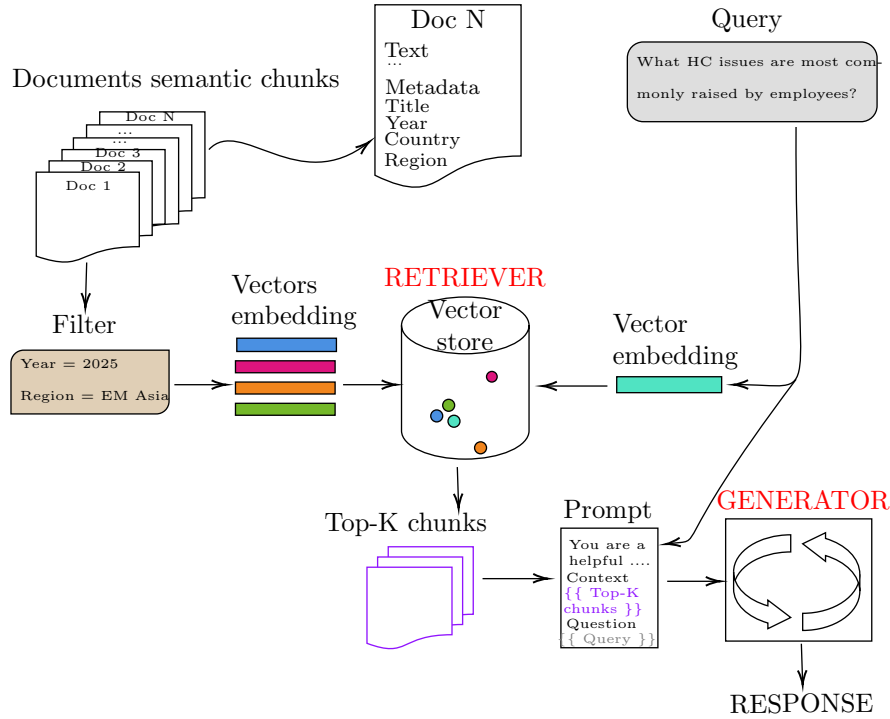 Doc N
Text
...
Metadata
Title
Year
Country
Region
Query
What HC issues are most com-
monly raised by employees?
Documents semantic chunks
Doc N
...
...
Doc 3
Doc 2
Doc 1
Filter
Year = 2025
Region = EM Asia
Vectors
embedding
RETRIEVER
Vector
store
Vector
embedding
Top-K chunks
Prompt
You are a
helpful ....
Context
{{ Top-K
chunks }}
Question
{{ Query }}
GENERATOR
RESPONSE